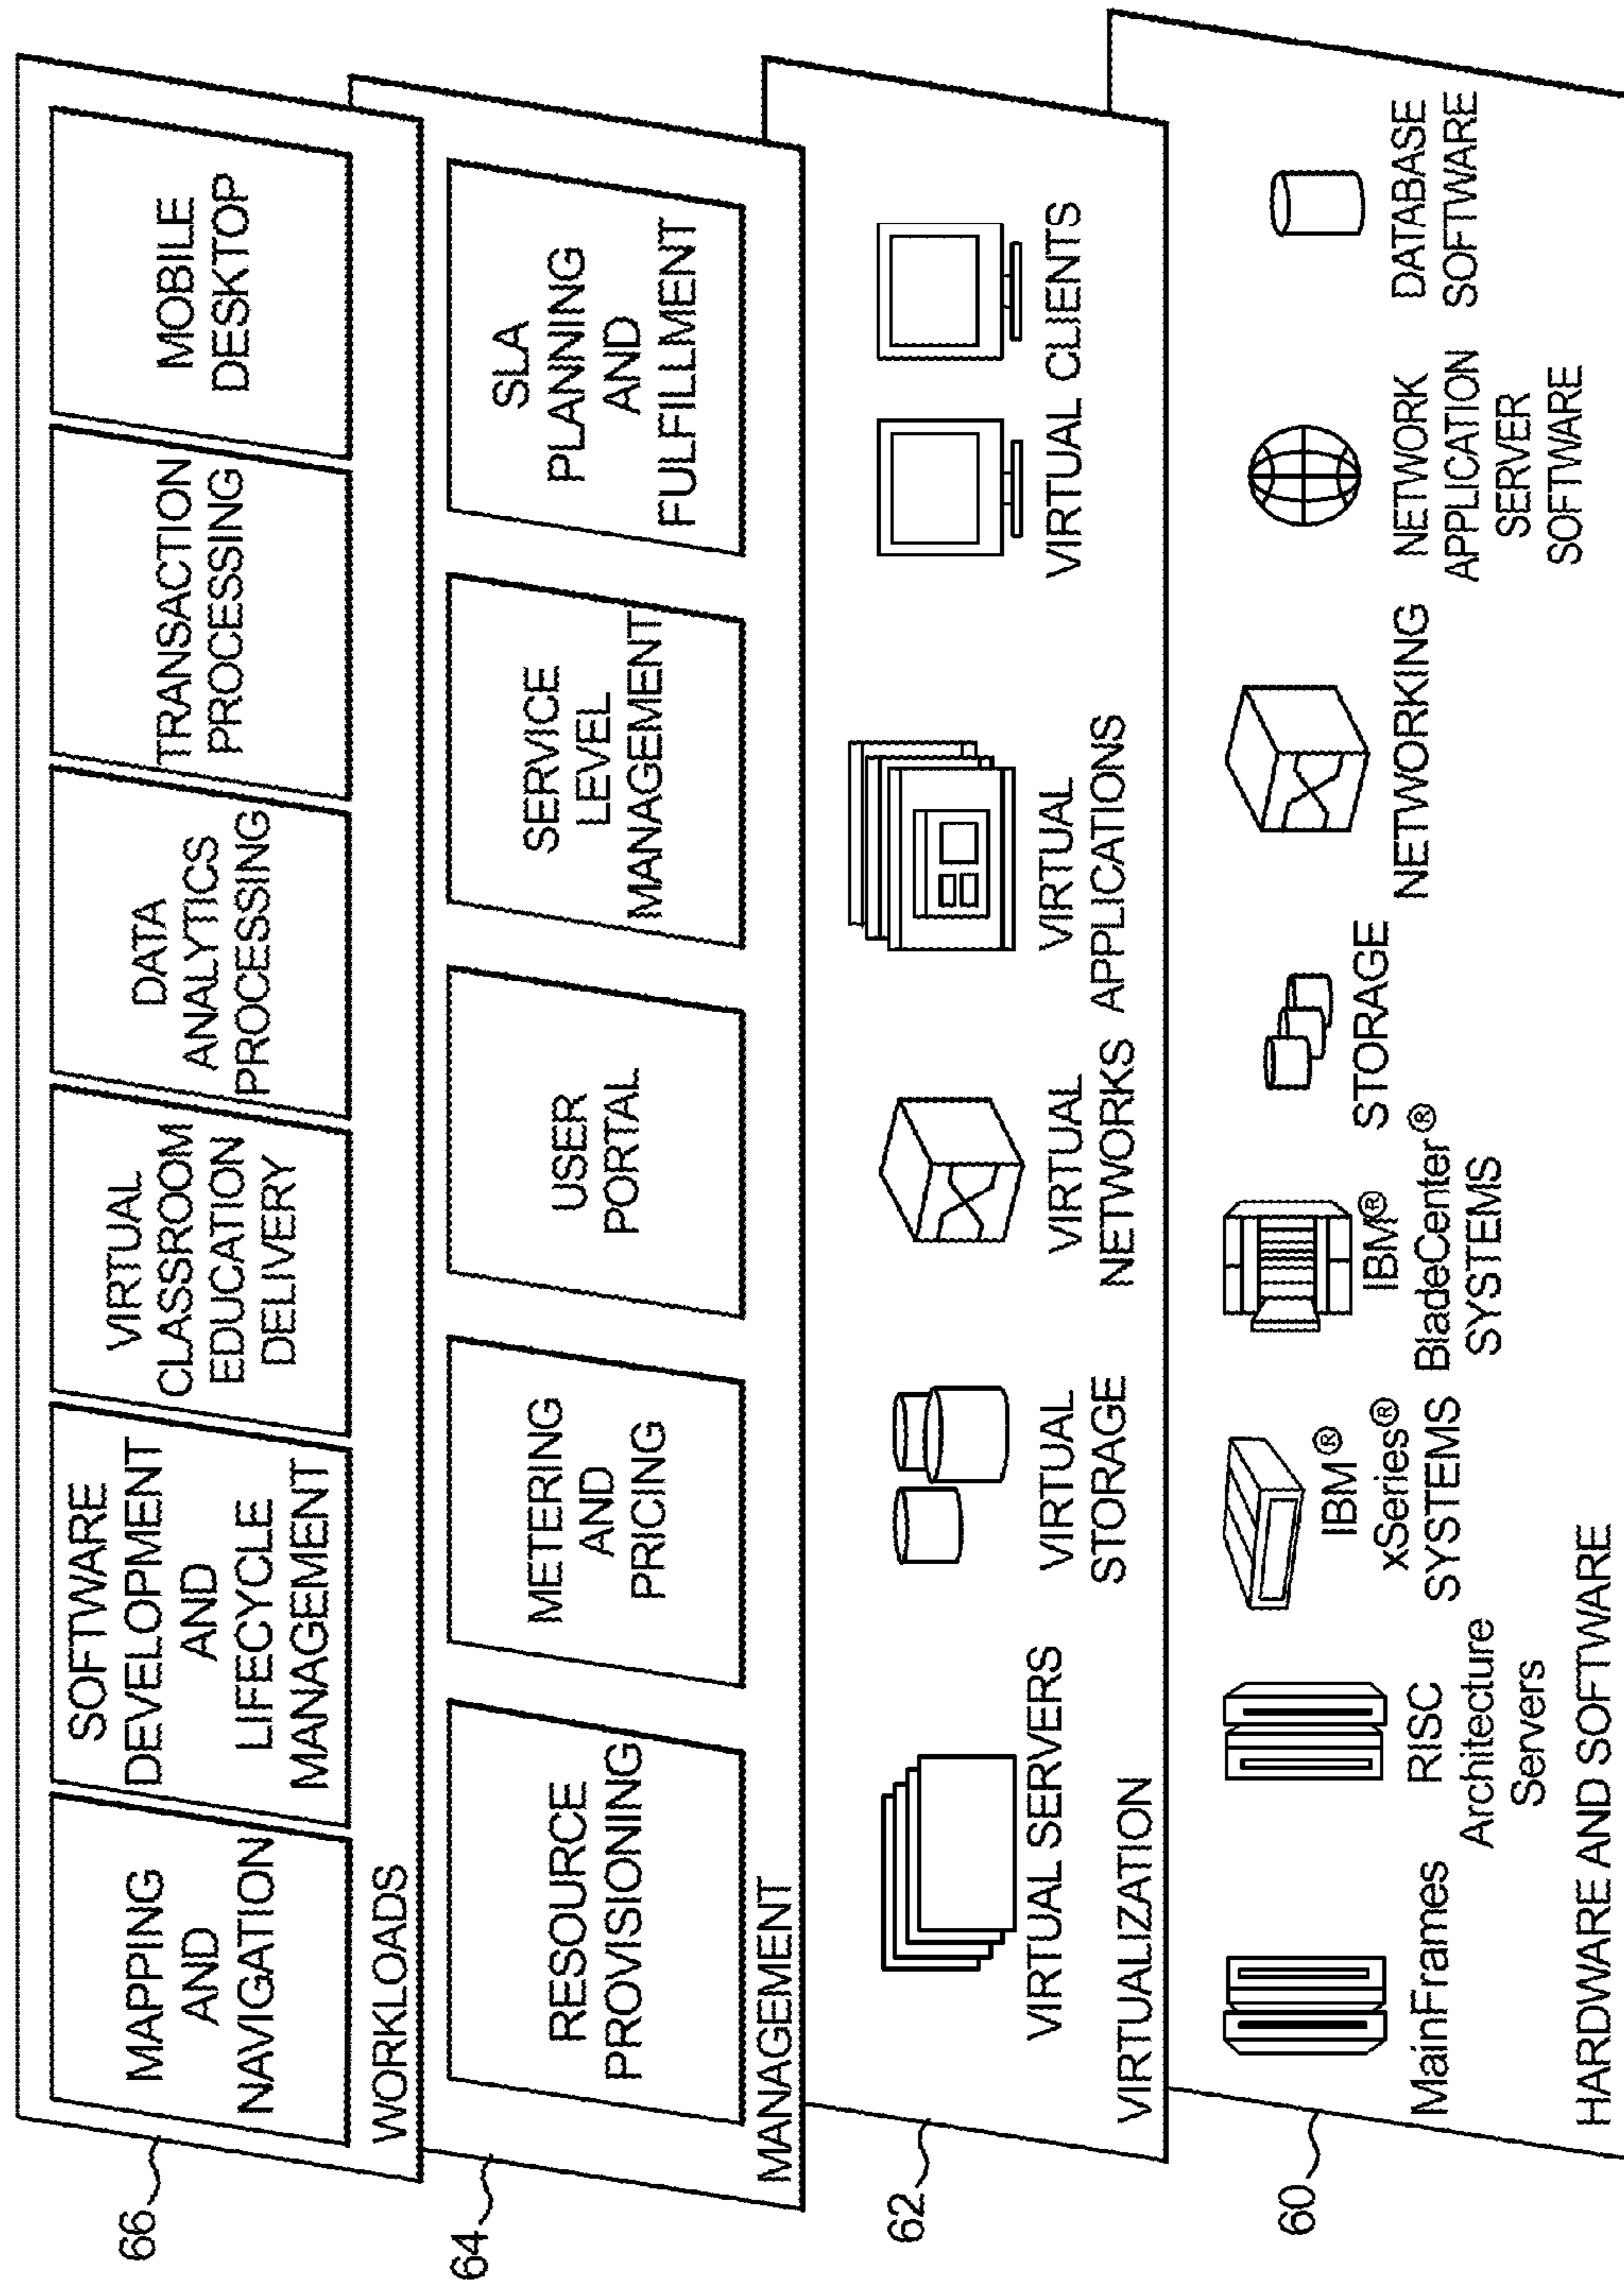 66
MAPPING
AND
NAVIGATION
SOFTWARE
DEVELOPMENT
AND
LIFECYCLE
MANAGEMENT
VIRTUAL
CLASSROOM
EDUCATION
DELIVERY
DATA
ANALYTICS
PROCESSING
TRANSACTION
PROCESSING
MOBILE
DESKTOP
WORKLOADS
64
RESOURCE
PROVISIONING
METERING
AND
PRICING
USER
PORTAL
SERVICE
LEVEL
MANAGEMENT
SLA
PLANNING
AND
FULFILLMENT
MANAGEMENT
62
VIRTUAL SERVERS
VIRTUAL
STORAGE
VIRTUAL
NETWORKS
VIRTUAL
APPLICATIONS
VIRTUAL CLIENTS
VIRTUALIZATION
60
MainFrames
RISC
Architecture
Servers
IBM®
xSeries®
SYSTEMS
IBM®
BladeCenter®
SYSTEMS
STORAGE
NETWORKING
NETWORK
APPLICATION
SERVER
SOFTWARE
DATABASE
SOFTWARE
HARDWARE AND SOFTWARE